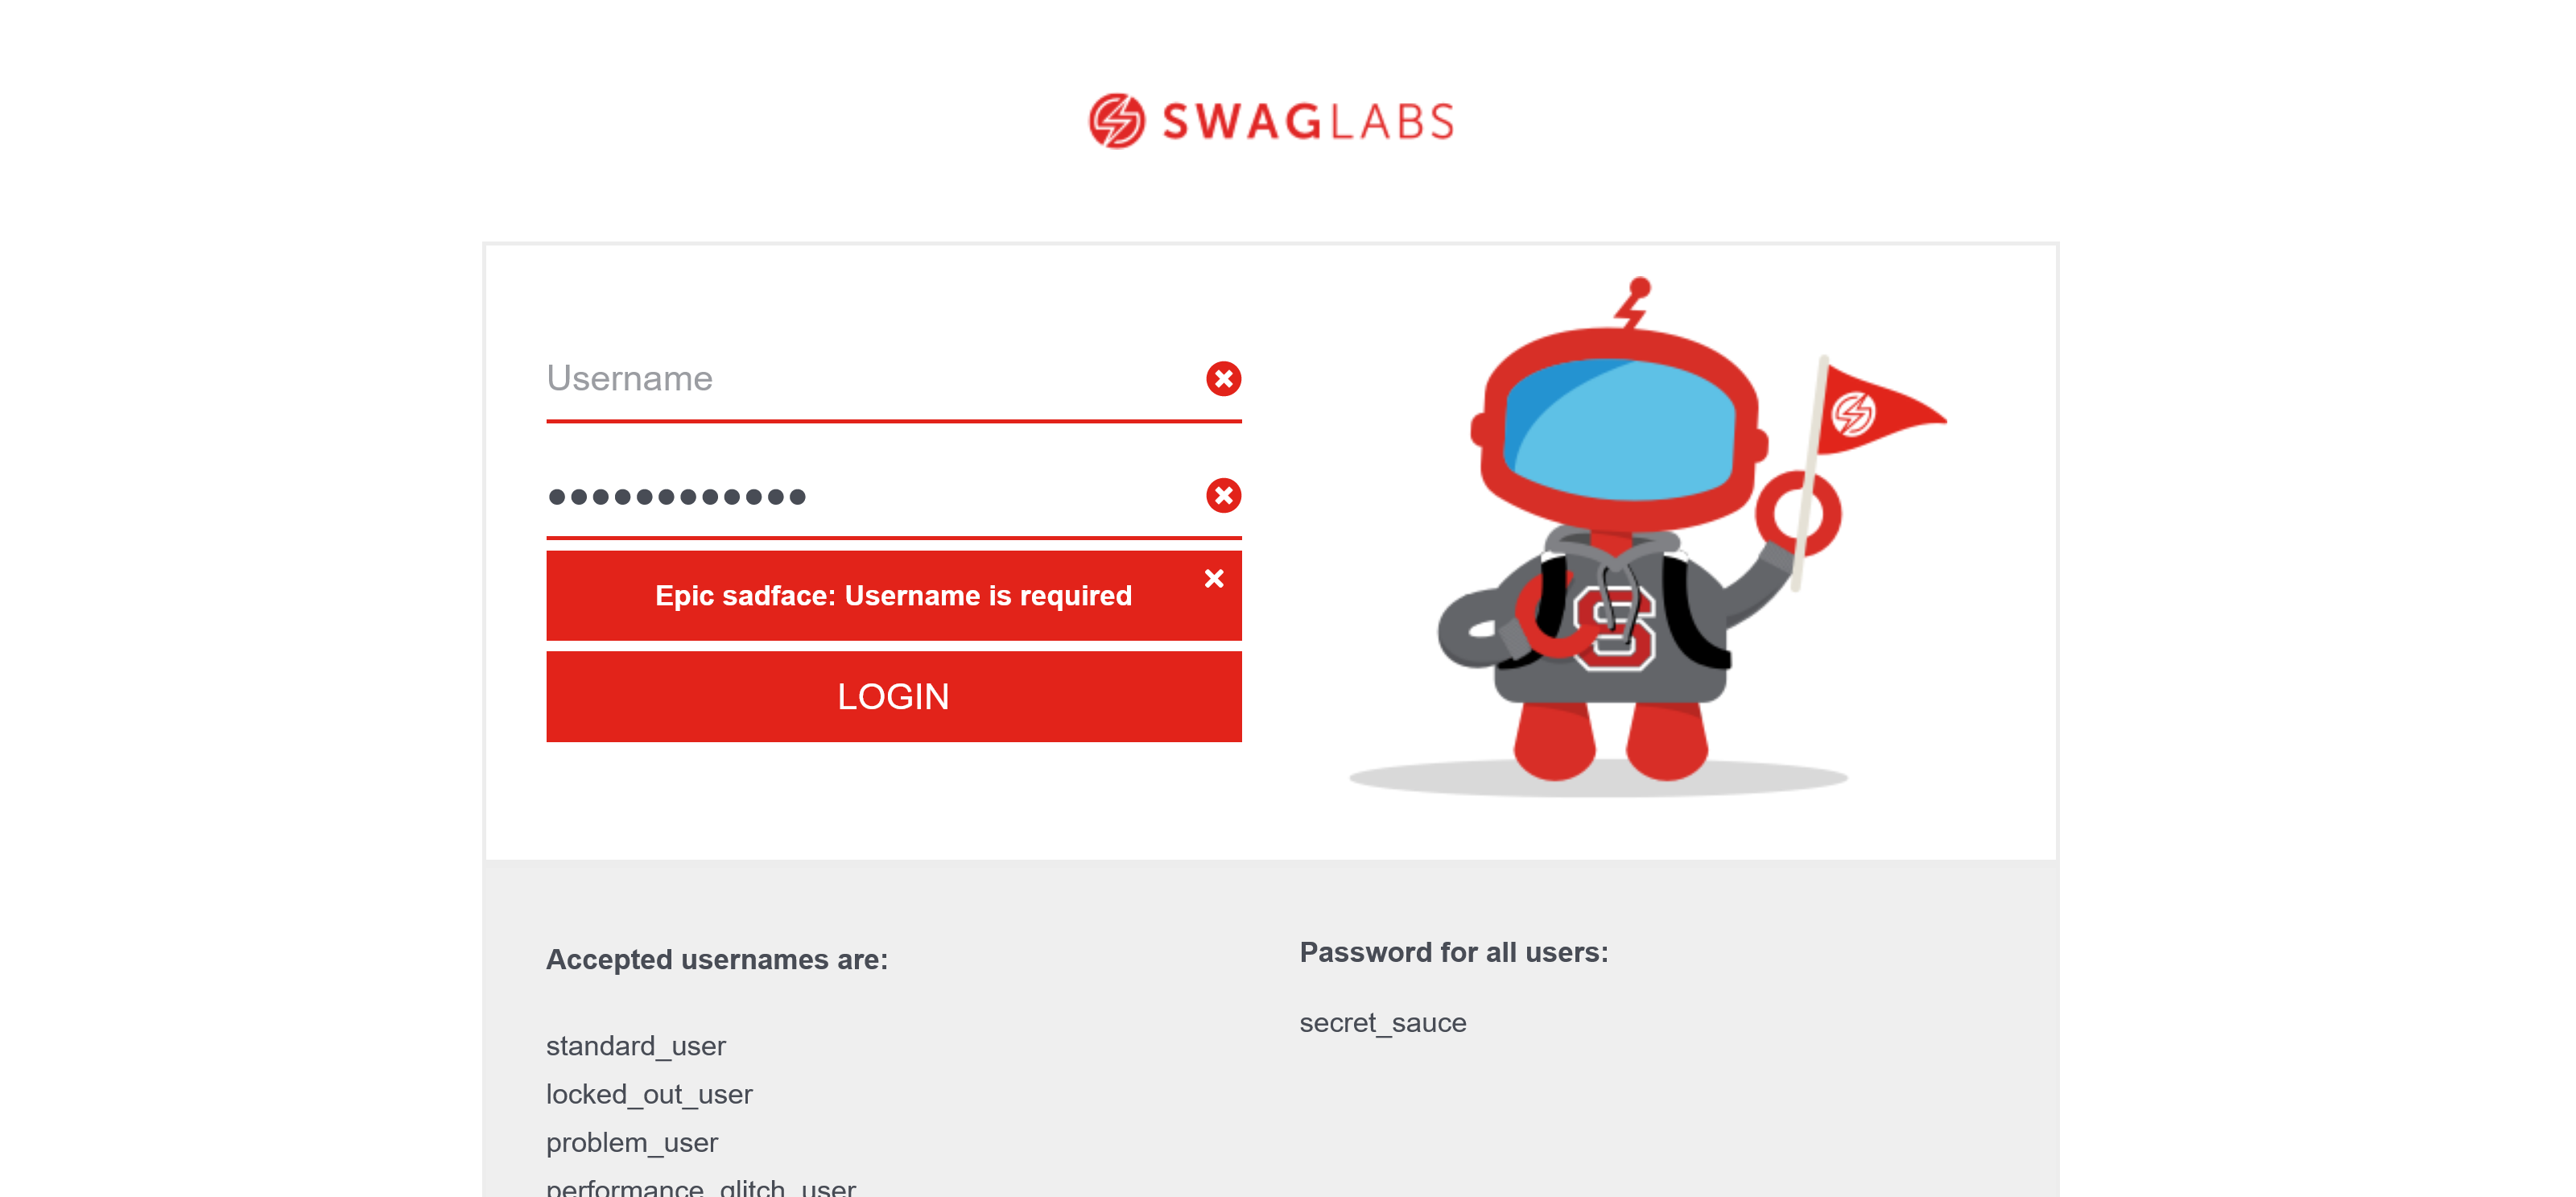 SWAGLABS
Username
Epic sadface: Username is required
LOGIN
Accepted usernames are:
standard_user
locked_out_user
problem_user
performance_glitch_user
Password for all users:
secret_sauce
S